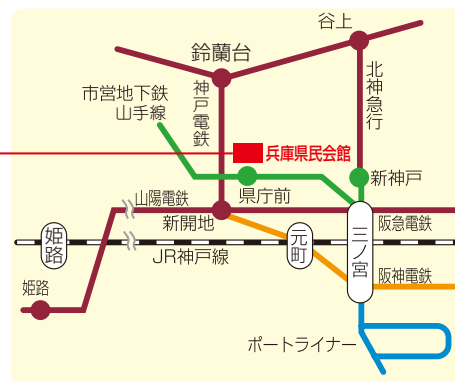 谷上
鈴蘭台
北神急行
市営地下鉄
山手線
神戸電鉄
兵庫県民会館
新神戸
県庁前
山陽電鉄
新開地
阪急電鉄
姫路
元町
三ノ宮
JR神戸線
姫路
阪神電鉄
ポートライナー